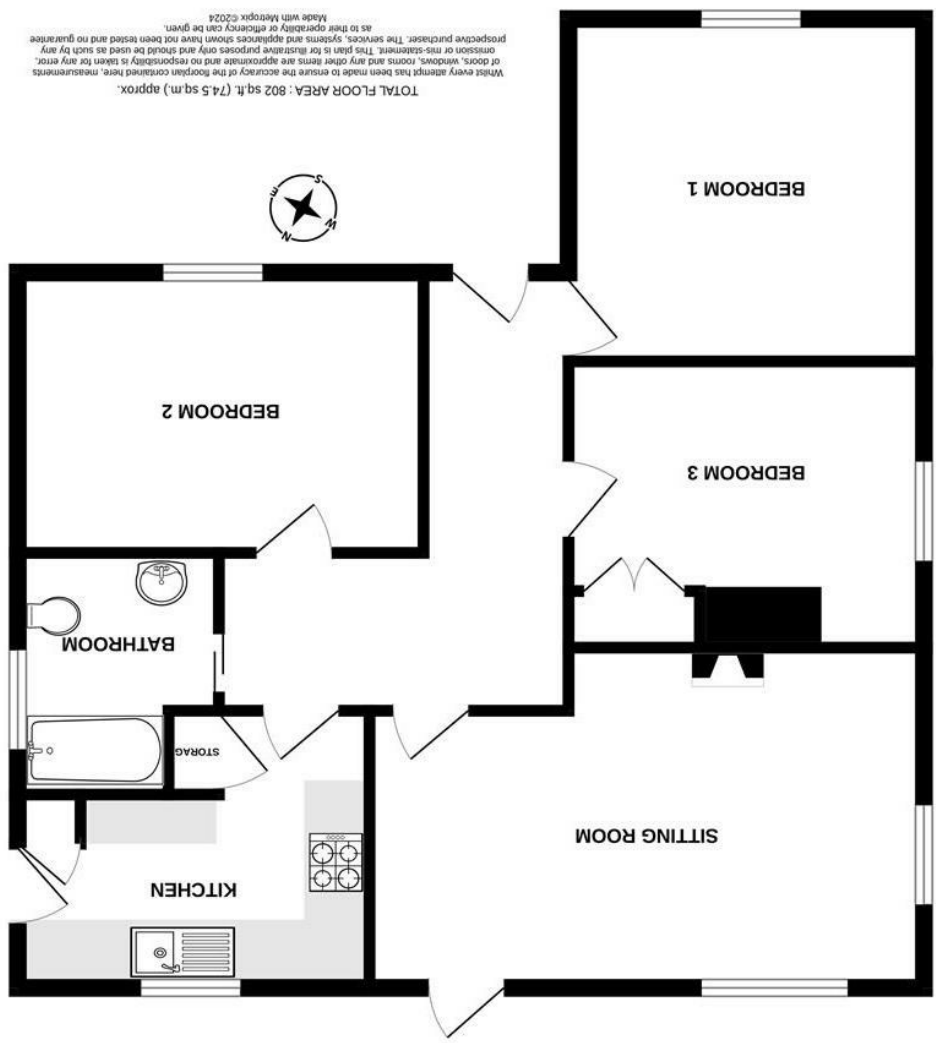 KITCHEN
SITTING ROOM
STORAG
BATHROOM
BEDROOM 3
BEDROOM 2
N
W
E
S
BEDROOM 1
TOTAL FLOOR AREA : 802 sq.ft. (74.5 sq.m.) approx.
Whilst every attempt has been made to ensure the accuracy of the floorplan contained here, measurements
of doors, windows, rooms and any other items are approximate and no responsibility is taken for any error,
omission or mis-statement. This plan is for illustrative purposes only and should be used as such by any
prospective purchaser. The services, systems and appliances shown have not been tested and no guarantee
as to their operability or efficiency can be given.
Made with Metropix ©2024